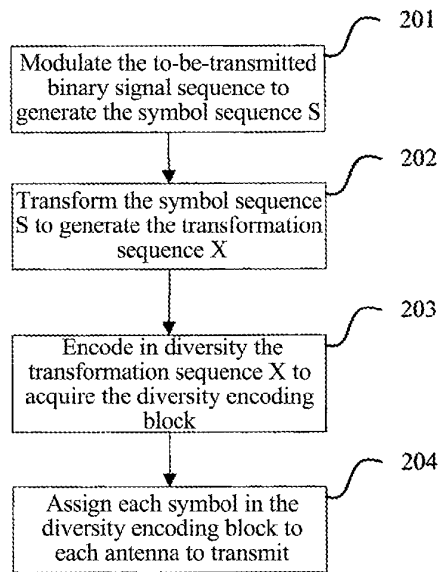 201
Modulate the to-be-transmitted
binary signal sequence to
generate the symbol sequence S
202
Transform the symbol sequence
S to generate the transformation
sequence X
203
Encode in diversity the
transformation sequence X to
acquire the diversity encoding
block
204
Assign each symbol in the
diversity encoding block to
each antenna to transmit